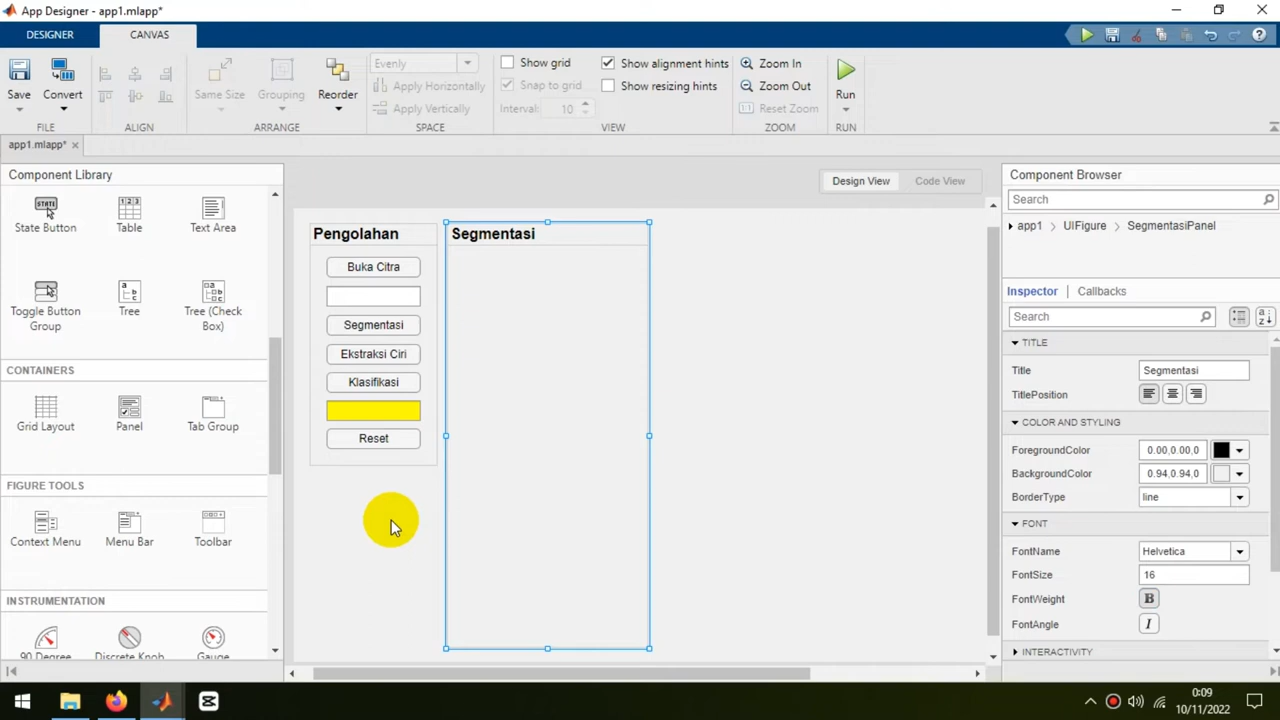 App Designer - app1.mlapp*
DESIGNER
CANVAS
Save
Convert
FILE
ALIGN
Same Size
Grouping
Reorder
ARRANGE
Evenly
Apply Horizontally
Apply Vertically
SPACE
Show grid
Snap to grid
Interval: 10
Show alignment hints
Show resizing hints
VIEW
Zoom In
Zoom Out
Reset Zoom
ZOOM
Run
RUN
app1.mlapp*
Component Library
STATE
State Button
Table
Text Area
Toggle Button Group
Tree
Tree (Check Box)
CONTAINERS
Grid Layout
Panel
Tab Group
FIGURE TOOLS
Context Menu
Menu Bar
Toolbar
INSTRUMENTATION
90 Degree
Discrete Knob
Gauge
Design View
Code View
Pengolahan
Buka Citra
Segmentasi
Ekstraksi Ciri
Klasifikasi
Reset
Segmentasi
Component Browser
Search
app1 > UIFigure > SegmentasiPanel
Inspector | Callbacks
Search
TITLE
Title Segmentasi
TitlePosition
COLOR AND STYLING
ForegroundColor 0.00,0.00,0
BackgroundColor 0.94,0.94,0
BorderType line
FONT
FontName Helvetica
FontSize 16
FontWeight B
FontAngle I
INTERACTIVITY
0:09
10/11/2022